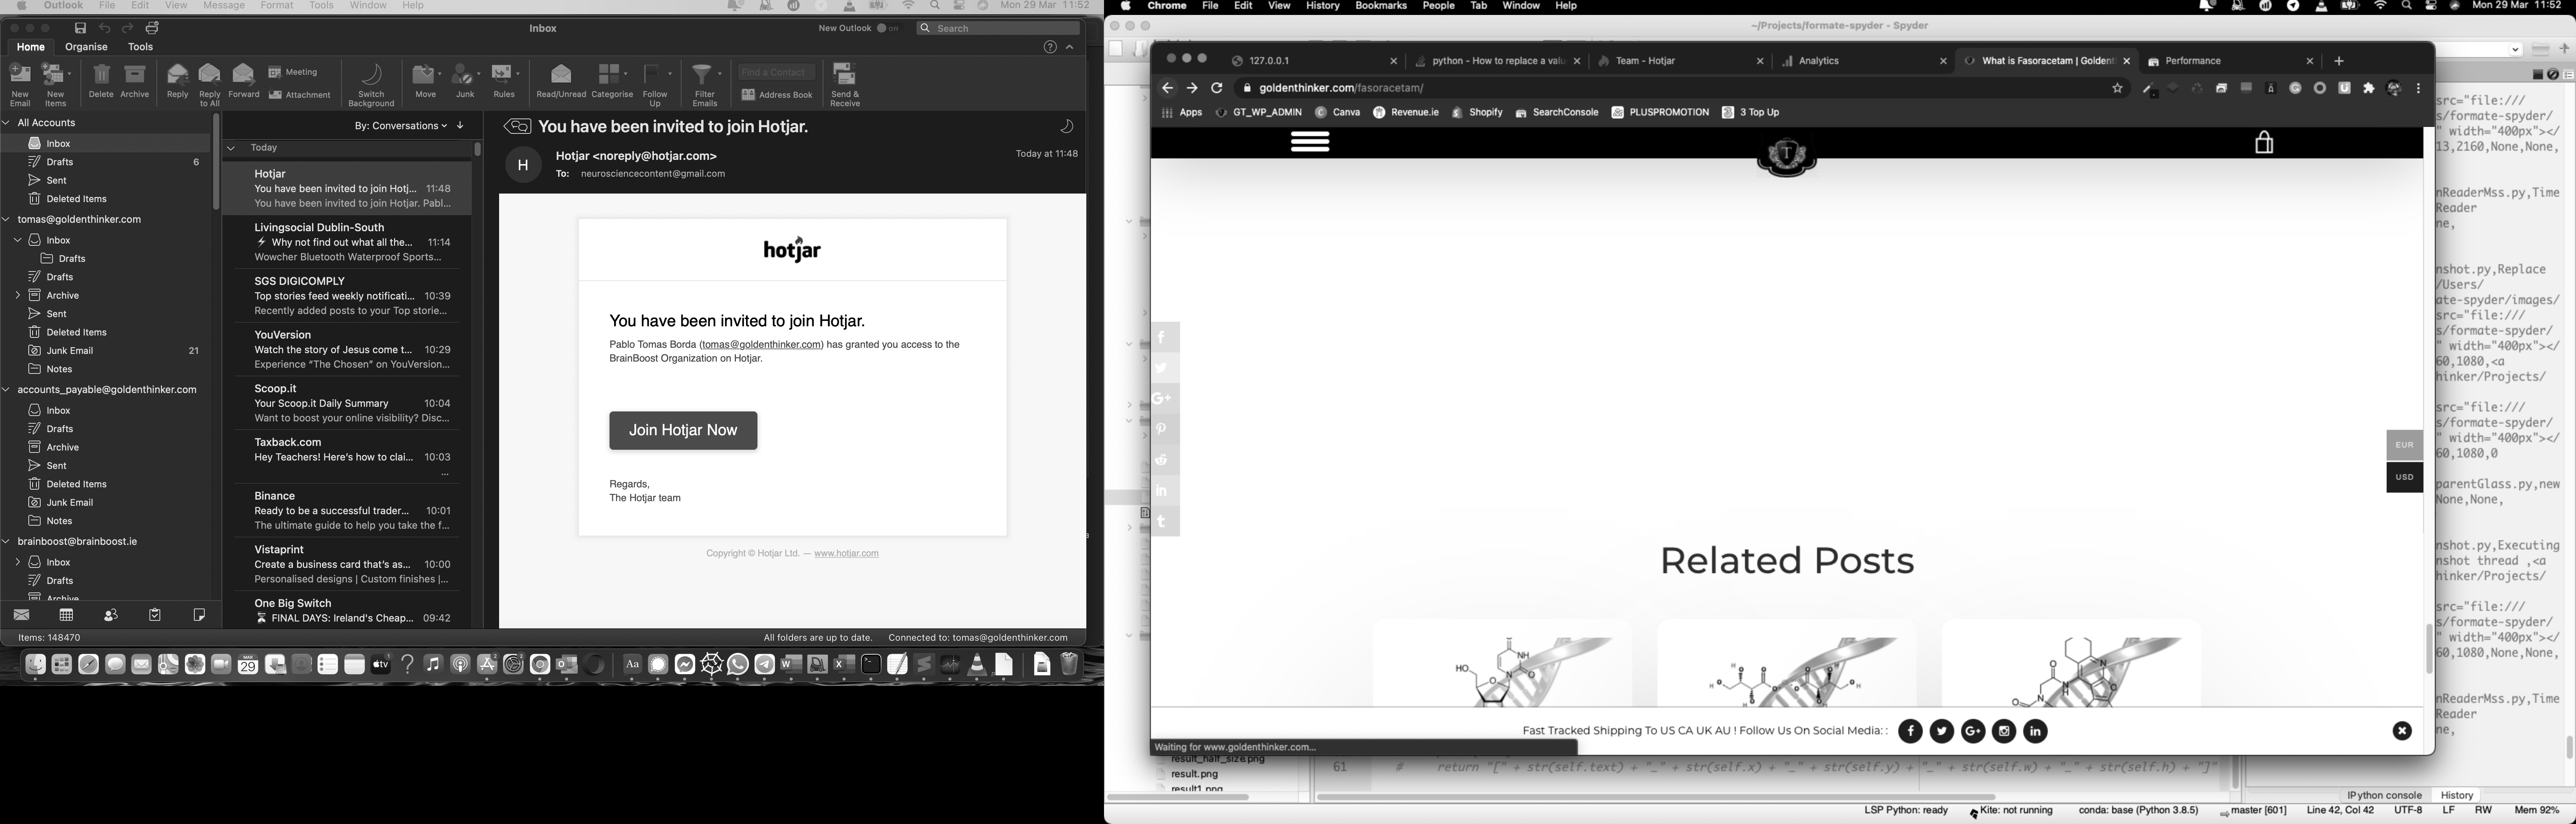 Outlook File Edit View Message Format Tools Window Help
Mon 29 Mar 11:52
Inbox
New Outlook
Search
Home Organise Tools
New Email
New Items
Delete
Archive
Reply
Reply to All
Forward
Meeting
Attachment
Switch Background
Move
Junk
Rules
Read/Unread
Categorise
Follow Up
Filter Emails
Find a Contact
Address Book
Send & Receive
All Accounts
Inbox
Drafts 6
Sent
Deleted Items
tomas@goldenthinker.com
Inbox
Drafts
Drafts
Archive
Sent
Deleted Items
Junk Email 21
Notes
accounts_payable@goldenthinker.com
Inbox
Drafts
Archive
Sent
Deleted Items
Junk Email
Notes
brainboost@brainboost.ie
Inbox
Drafts
Archive
Items: 148470
By: Conversations
Today
Hotjar
You have been invited to join Hotj... 11:48
You have been invited to join Hotjar. Pabl...
Livingsocial Dublin-South
Why not find out what all the... 11:14
Wowcher Bluetooth Waterproof Sports...
SGS DIGICOMPLY
Top stories feed weekly notificati... 10:39
Recently added posts to your Top storie...
YouVersion
Watch the story of Jesus come t... 10:29
Experience “The Chosen” on YouVersion...
Scoop.it
Your Scoop.it Daily Summary 10:04
Want to boost your online visibility? Disc...
Taxback.com
Hey Teachers! Here’s how to clai... 10:03
...
Binance
Ready to be a successful trader... 10:01
The ultimate guide to help you take the f...
Vistaprint
Create a business card that’s as... 10:00
Personalised designs | Custom finishes |...
One Big Switch
FINAL DAYS: Ireland's Cheap... 09:42
You have been invited to join Hotjar.
H
Hotjar <noreply@hotjar.com>
To: neurosciencecontent@gmail.com
Today at 11:48
hotjar
You have been invited to join Hotjar.
Pablo Tomas Borda (tomas@goldenthinker.com) has granted you access to the
BrainBoost Organization on Hotjar.
Join Hotjar Now
Regards,
The Hotjar team
Copyright © Hotjar Ltd. — www.hotjar.com
All folders are up to date. Connected to: tomas@goldenthinker.com
MAR
29
tv
Aa
Chrome File Edit View History Bookmarks People Tab Window Help
Mon 29 Mar 11:52
~/Projects/formate-spyder - Spyder
127.0.0.1
python - How to replace a valu
Team - Hotjar
Analytics
What is Fasoracetam | Goldent
Performance
goldenthinker.com/fasoracetam/
Apps GT_WP_ADMIN Canva Revenue.ie Shopify SearchConsole PLUSPROMOTION 3 Top Up
T
EUR
USD
Related Posts
HO
NH
Fast Tracked Shipping To US CA UK AU ! Follow Us On Social Media: :
Waiting for www.goldenthinker.com...
src="file:///
s/formate-spyder/
" width="400px"></
13,2160,None,None,
nReaderMss.py,Time
Reader
ne,
nshot.py,Replace
/Users/
ate-spyder/images/
src="file:///
s/formate-spyder/
" width="400px"></
60,1080,<a
hinker/Projects/
src="file:///
s/formate-spyder/
" width="400px"></
60,1080,0
parentGlass.py,new
None,None,
nshot.py,Executing
nshot thread ,<a
hinker/Projects/
src="file:///
s/formate-spyder/
" width="400px"></
60,1080,None,None,
nReaderMss.py,Time
Reader
ne,
result_half_size.png
result.png
result1.png
61 # return "[" + str(self.text) + "_" + str(self.x) + "_" + str(self.y) + "_" + str(self.w) + "_" + str(self.h) + "]"
IPython console History
LSP Python: ready Kite: not running conda: base (Python 3.8.5) master [601] Line 42, Col 42 UTF-8 LF RW Mem 92%